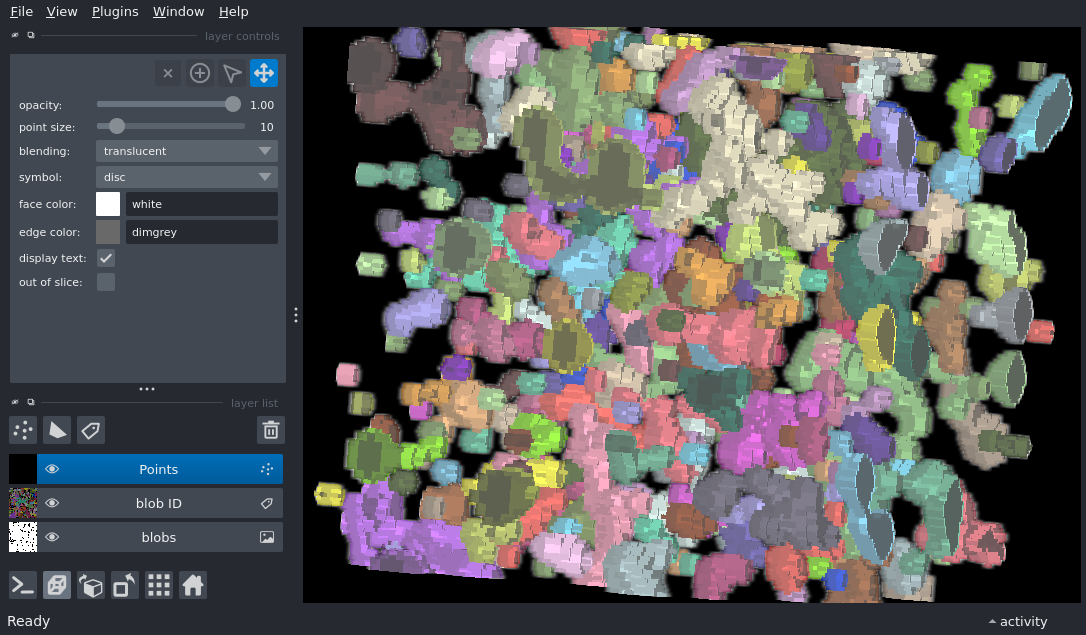 File View Plugins Window Help
layer controls
opacity: 1.00
point size: 10
blending: translucent
symbol: disc
face color: white
edge color: dimgrey
display text:
out of slice:
layer list
Points
blob ID
blobs
Ready activity